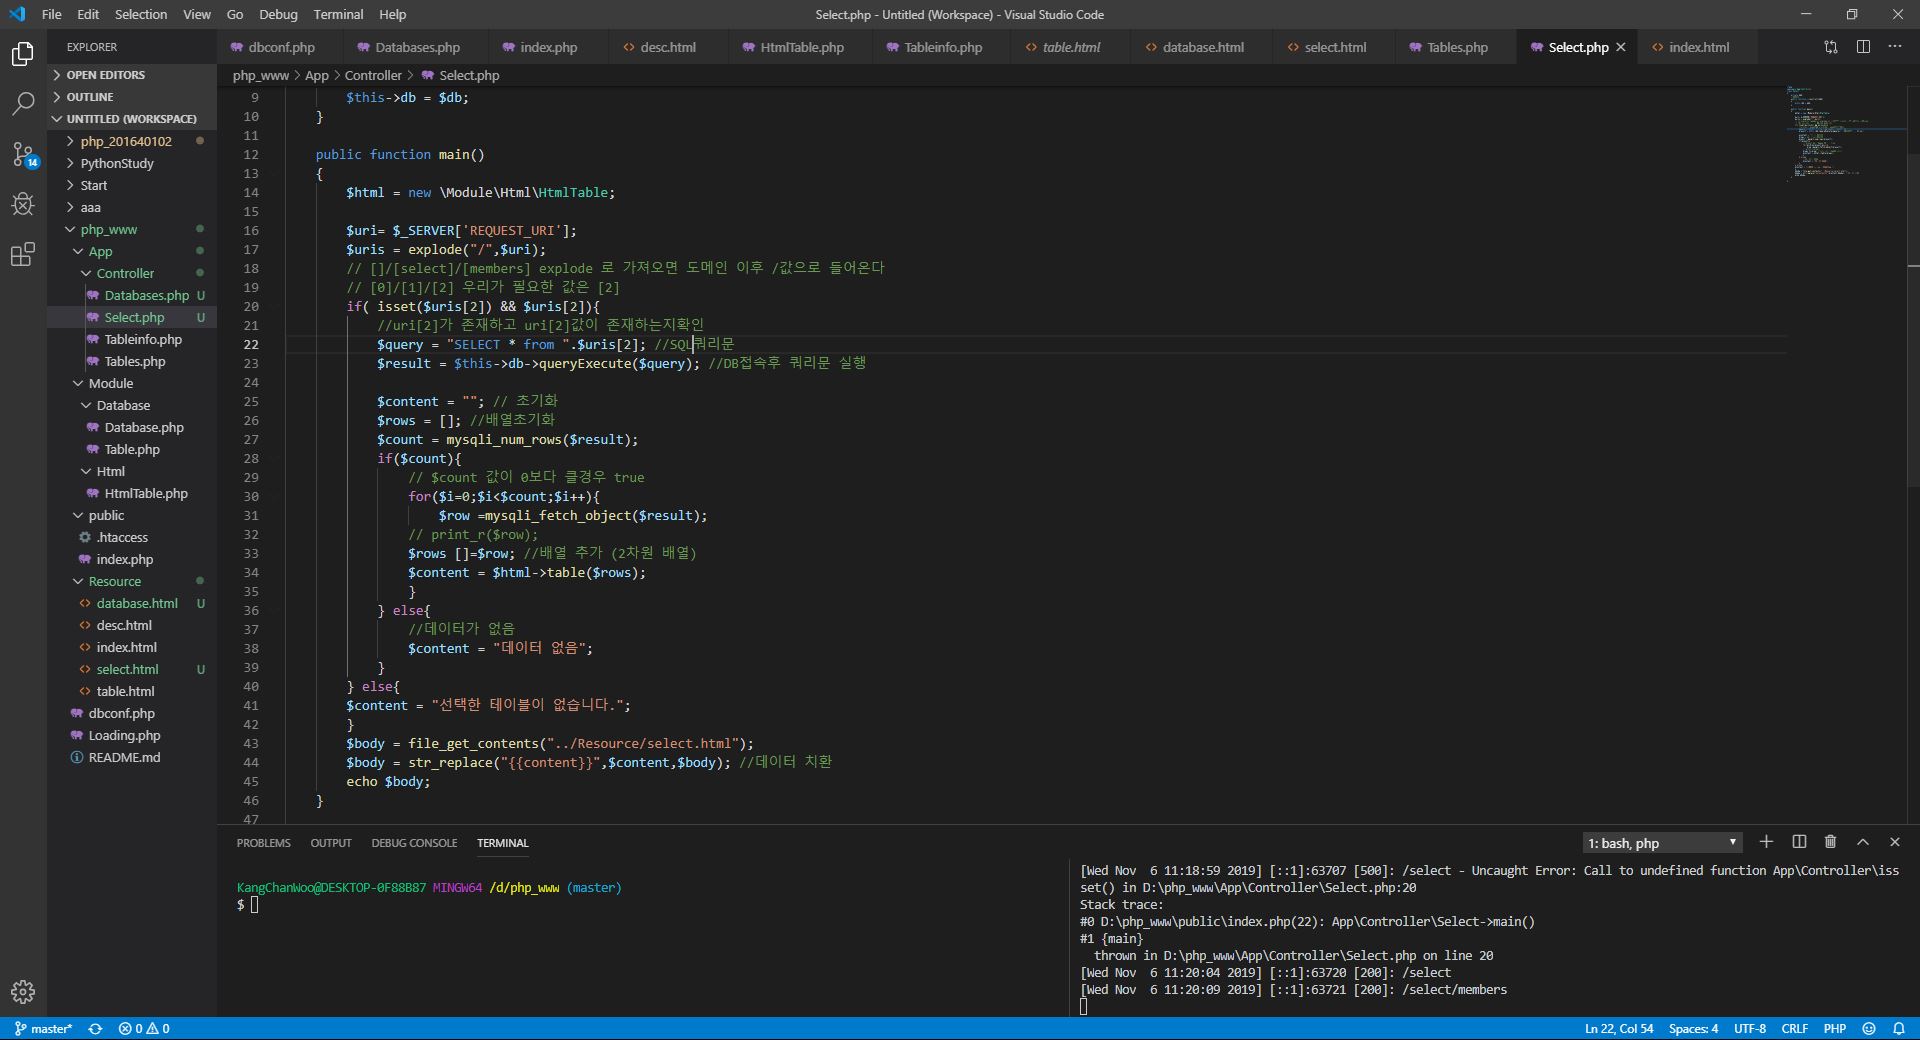 File Edit Selection View Go Debug Terminal Help
Select.php - Untitled (Workspace) - Visual Studio Code
EXPLORER
OPEN EDITORS
OUTLINE
UNTITLED (WORKSPACE)
php_201640102
PythonStudy
Start
aaa
php_www
App
Controller
Databases.php U
Select.php U
Tableinfo.php
Tables.php
Module
Database
Database.php
Table.php
Html
HtmlTable.php
public
.htaccess
index.php
Resource
database.html U
desc.html
index.html
select.html U
table.html
dbconf.php
Loading.php
README.md
14
dbconf.php Databases.php index.php desc.html HtmlTable.php Tableinfo.php table.html database.html select.html Tables.php Select.php index.html
php_www > App > Controller > Select.php
9 $this->db = $db;
10 }
11
12 public function main()
13 {
14 $html = new \Module\Html\HtmlTable;
15
16 $uri= $_SERVER['REQUEST_URI'];
17 $uris = explode("/",$uri);
18 // []/[select]/[members] explode 로 가져오면 도메인 이후 /값으로 들어온다
19 // [0]/[1]/[2] 우리가 필요한 값은 [2]
20 if( isset($uris[2]) && $uris[2]){
21 //uri[2]가 존재하고 uri[2]값이 존재하는지확인
22 $query = "SELECT * from ".$uris[2]; //SQL쿼리문
23 $result = $this->db->queryExecute($query); //DB접속후 쿼리문 실행
24
25 $content = ""; // 초기화
26 $rows = []; //배열초기화
27 $count = mysqli_num_rows($result);
28 if($count){
29 // $count 값이 0보다 클경우 true
30 for($i=0;$i<$count;$i++){
31 $row =mysqli_fetch_object($result);
32 // print_r($row);
33 $rows []=$row; //배열 추가 (2차원 배열)
34 $content = $html->table($rows);
35 }
36 } else{
37 //데이터가 없음
38 $content = "데이터 없음";
39 }
40 } else{
41 $content = "선택한 테이블이 없습니다.";
42 }
43 $body = file_get_contents("../Resource/select.html");
44 $body = str_replace("{{content}}",$content,$body); //데이터 치환
45 echo $body;
46 }
47
PROBLEMS OUTPUT DEBUG CONSOLE TERMINAL
1: bash, php
KangChanWoo@DESKTOP-0F88B87 MINGW64 /d/php_www (master)
$
[Wed Nov  6 11:18:59 2019] [::1]:63707 [500]: /select - Uncaught Error: Call to undefined function App\Controller\iss
set() in D:\php_www\App\Controller\Select.php:20
Stack trace:
#0 D:\php_www\public\index.php(22): App\Controller\Select->main()
#1 {main}
thrown in D:\php_www\App\Controller\Select.php on line 20
[Wed Nov  6 11:20:04 2019] [::1]:63720 [200]: /select
[Wed Nov  6 11:20:09 2019] [::1]:63721 [200]: /select/members
master* 0 0
Ln 22, Col 54 Spaces: 4 UTF-8 CRLF PHP